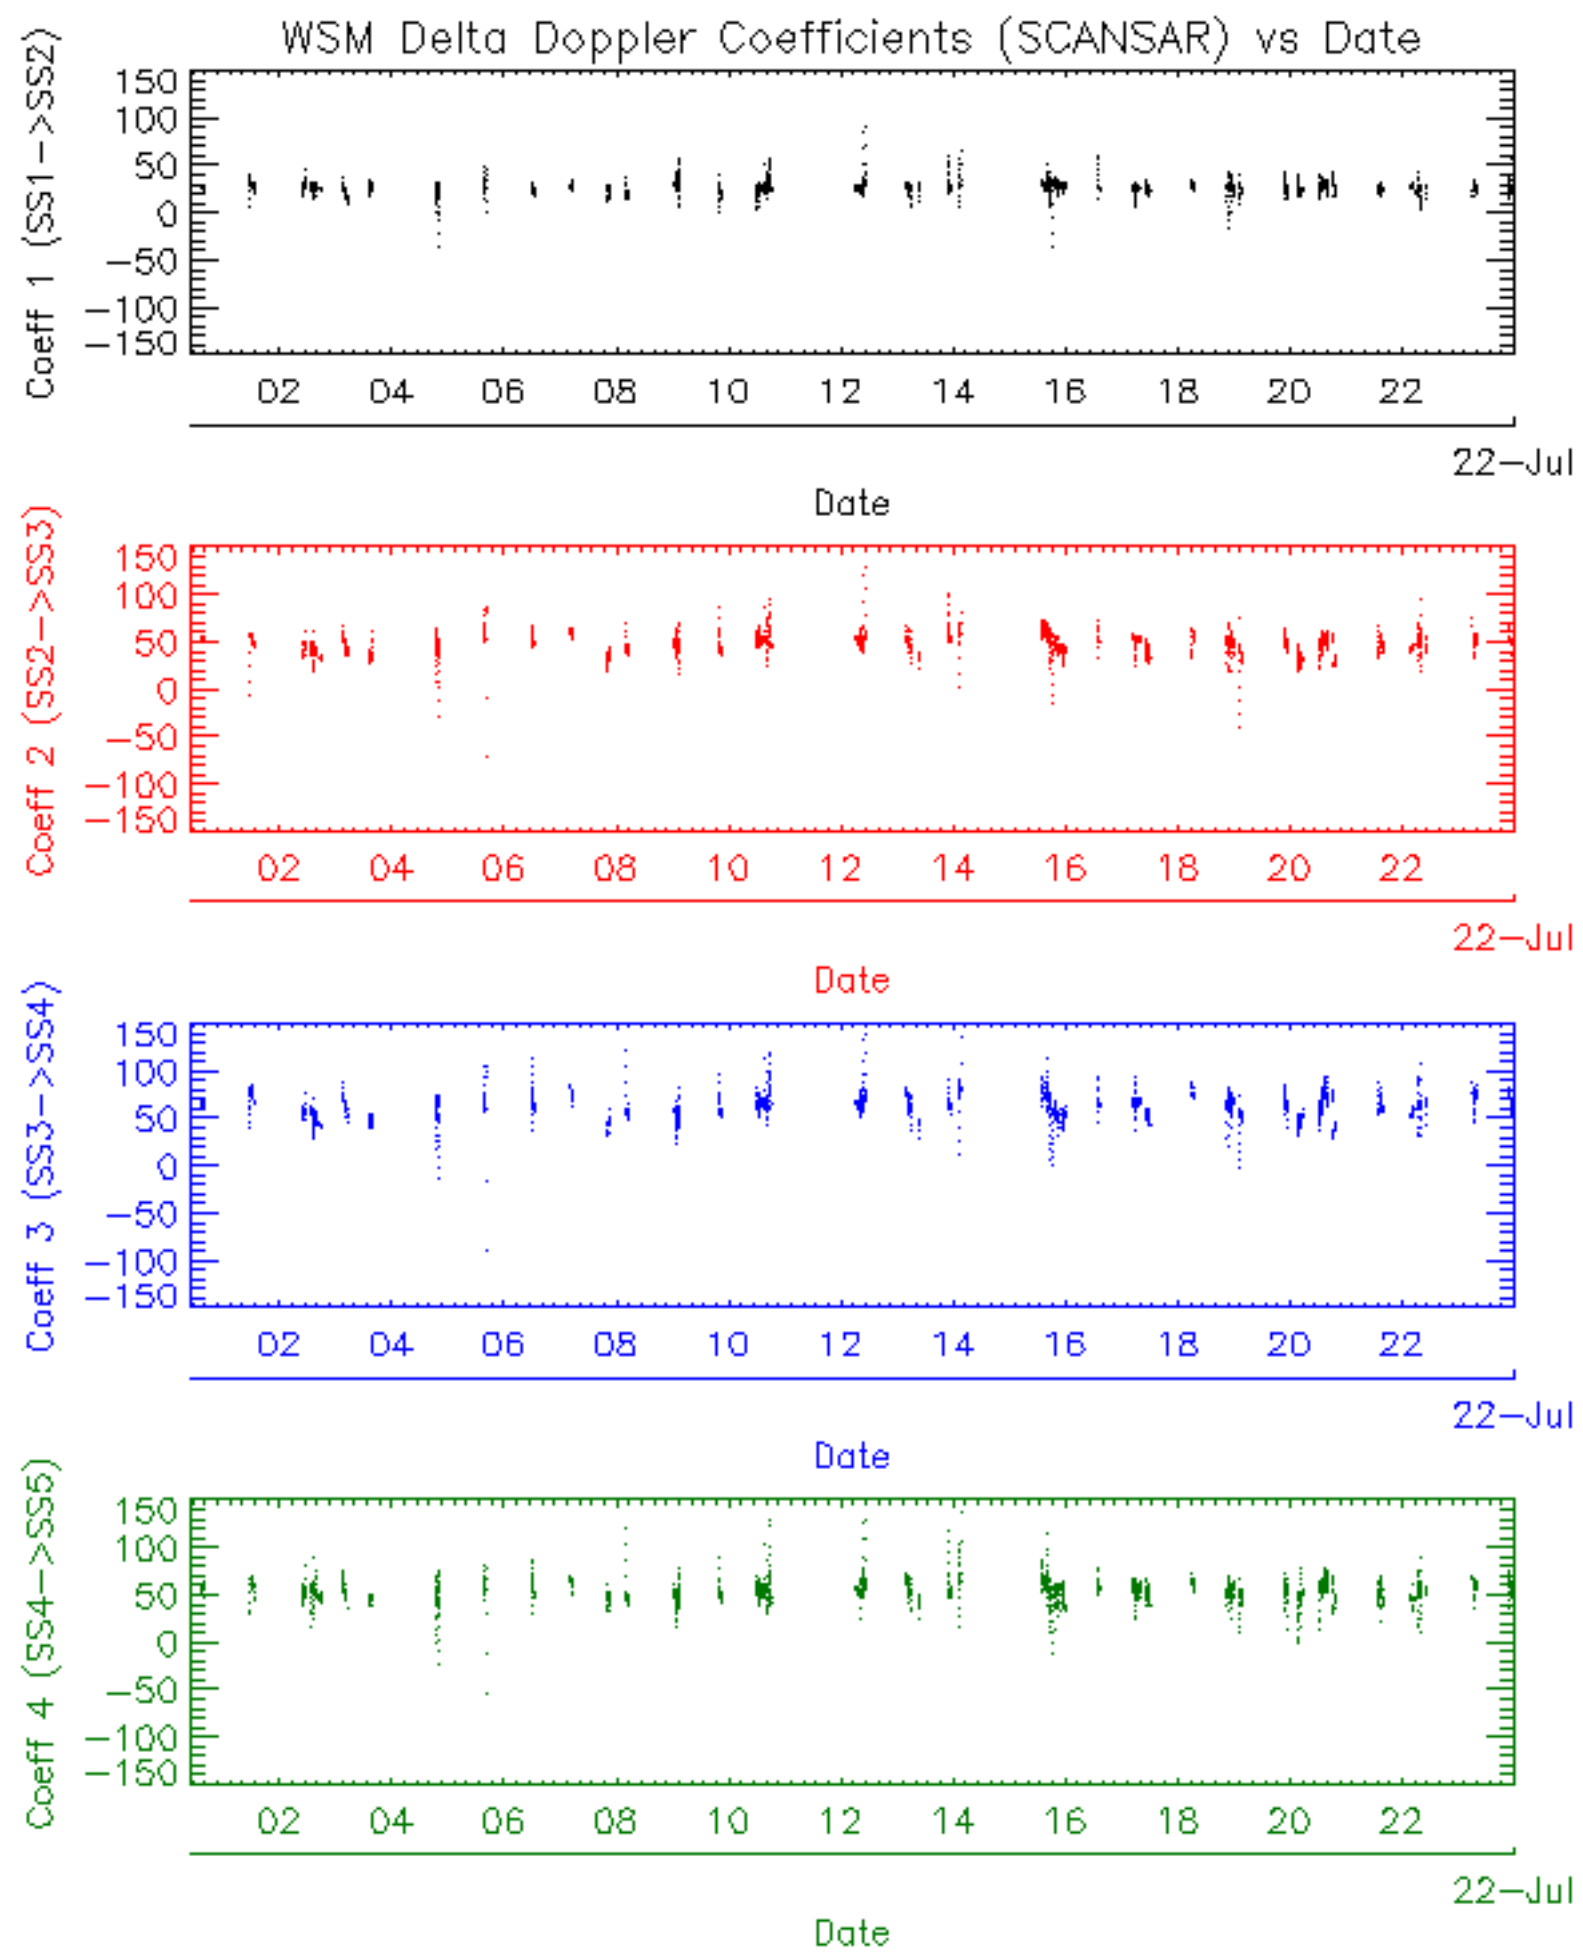 WSM Delta Doppler Coefficients (SCANSAR) vs Date
Coeff 1 (SS1->SS2)
150
100
50
0
-50
-100
-150
02 04 06 08 10 12 14 16 18 20 22
22-Jul
Date
Coeff 2 (SS2->SS3)
150
100
50
0
-50
-100
-150
02 04 06 08 10 12 14 16 18 20 22
22-Jul
Date
Coeff 3 (SS3->SS4)
150
100
50
0
-50
-100
-150
02 04 06 08 10 12 14 16 18 20 22
22-Jul
Date
Coeff 4 (SS4->SS5)
150
100
50
0
-50
-100
-150
02 04 06 08 10 12 14 16 18 20 22
22-Jul
Date